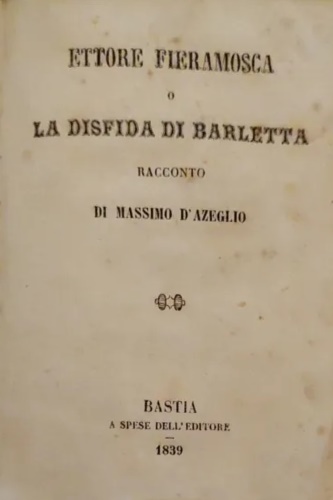 ETTORE FIERAMOSCA
O
LA DISFIDA DI BARLETTA
RACCONTO
DI MASSIMO D'AZEGLIO
BASTIA
A SPESE DELL'EDITORE
1839